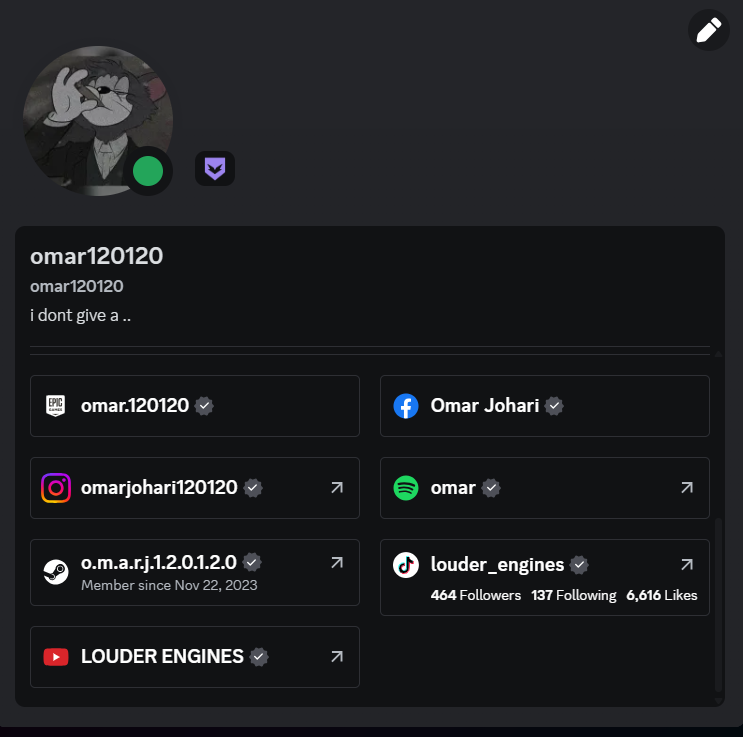 omar120120
omar120120
i dont give a ..
EPIC GAMES
omar.120120
Omar Johari
omarjohari120120
omar
o.m.a.r.j.1.2.0.1.2.0
Member since Nov 22, 2023
louder_engines
464 Followers 137 Following 6,616 Likes
LOUDER ENGINES